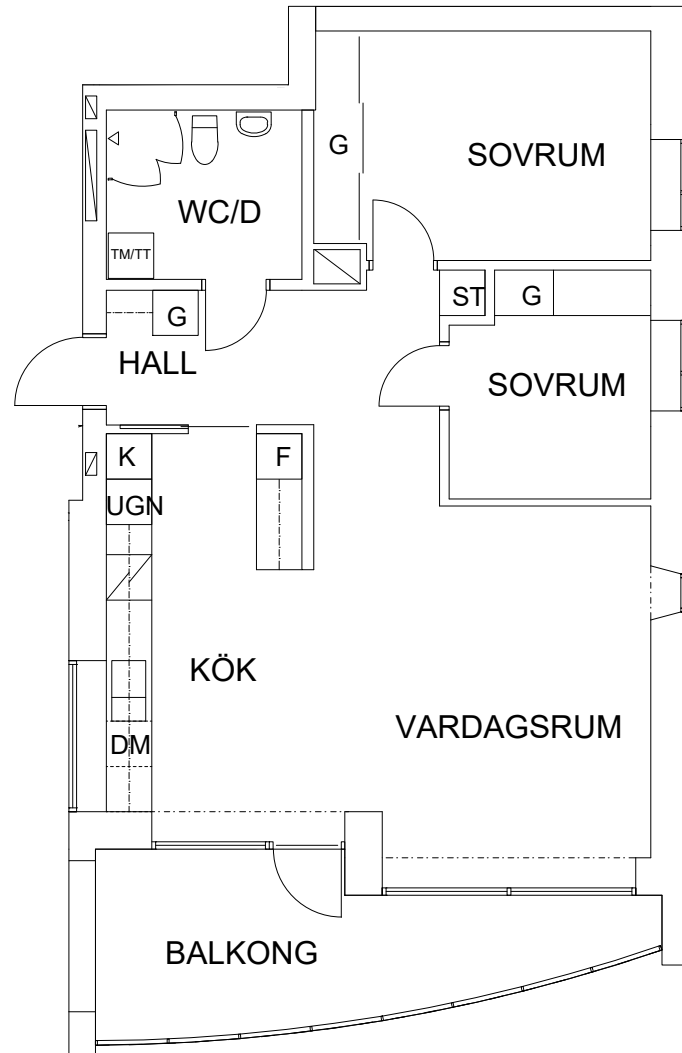 G
SOVRUM
WC/D
TM/TT
G
ST
G
HALL
SOVRUM
K
F
UGN
KÖK
VARDAGSRUM
DM
BALKONG